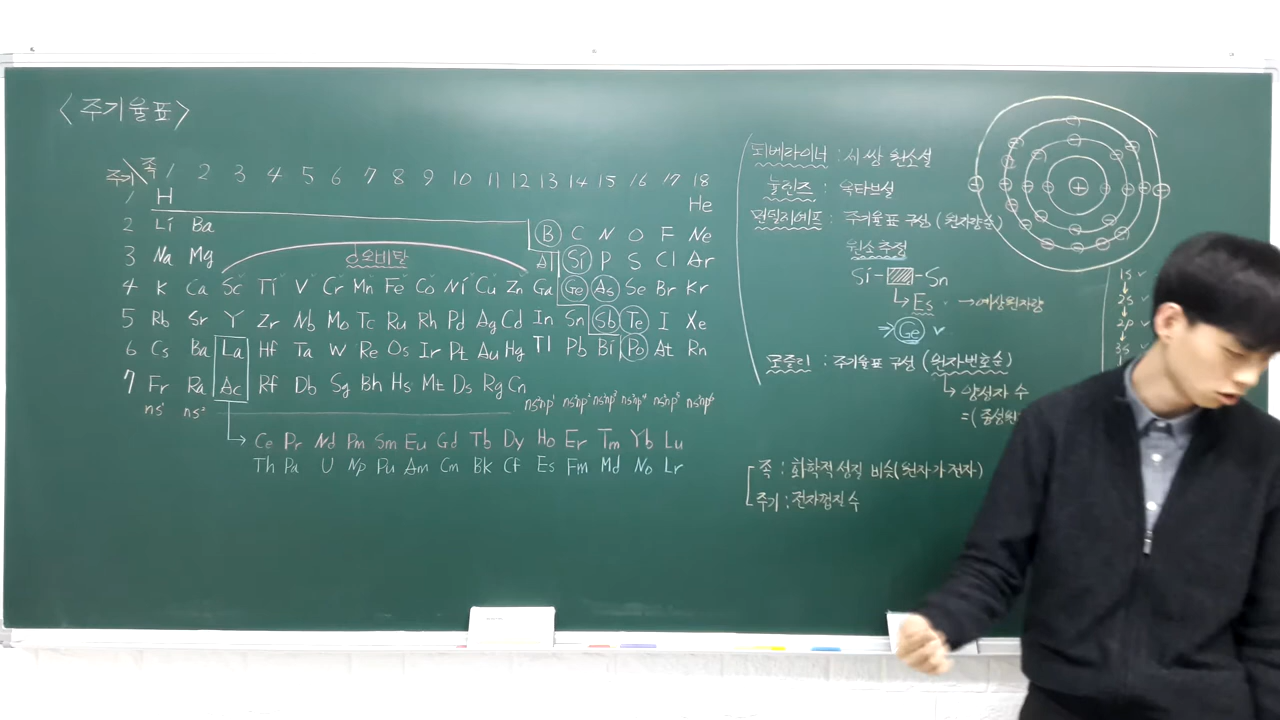 <주기율표>
족 1 2 3 4 5 6 7 8 9 10 11 12 13 14 15 16 17 18
주기
1 H He
2 Li Ba B C N O F Ne
3 Na Mg d오비탈 Al Si P S Cl Ar
4 K Ca Sc Ti V Cr Mn Fe Co Ni Cu Zn Ga Ge As Se Br Kr
5 Rb Sr Y Zr Nb Mo Tc Ru Rh Pd Ag Cd In Sn Sb Te I Xe
6 Cs Ba La Hf Ta W Re Os Ir Pt Au Hg Tl Pb Bi Po At Rn
7 Fr Ra Ac Rf Db Sg Bh Hs Mt Ds Rg Cn
ns¹ ns² ns²np¹ ns²np² ns²np³ ns²np⁴ ns²np⁵ ns²np⁶
Ce Pr Nd Pm Sm Eu Gd Tb Dy Ho Er Tm Yb Lu
Th Pa U Np Pu Am Cm Bk Cf Es Fm Md No Lr
되베라이너 : 세 쌍 원소설
뉼린즈 : 옥타브설
멘델레예프 : 주기율표 구성 (원자량순)
원소 추정
Si - - Sn
↳ Es → 예상원자량
⇒ Ge ✓
모즐리 : 주기율표 구성 (원자번호순)
↳ 양성자 수
=(중성원
족 : 화학적 성질 비슷(원자가 전자)
주기 : 전자껍질 수
+
1s ✓
2s ✓
2p ✓
3s